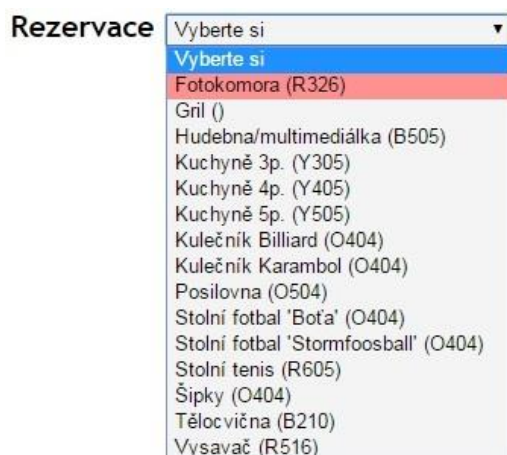 Rezervace Vyberte si
Vyberte si
Fotokomora (R326)
Gril ()
Hudebna/multimediálka (B505)
Kuchyně 3p. (Y305)
Kuchyně 4p. (Y405)
Kuchyně 5p. (Y505)
Kulečník Billiard (O404)
Kulečník Karambol (O404)
Posilovna (O504)
Stolní fotbal 'Boťa' (O404)
Stolní fotbal 'Stormfoosball' (O404)
Stolní tenis (R605)
Šipky (O404)
Tělocvična (B210)
Vysavač (R516)